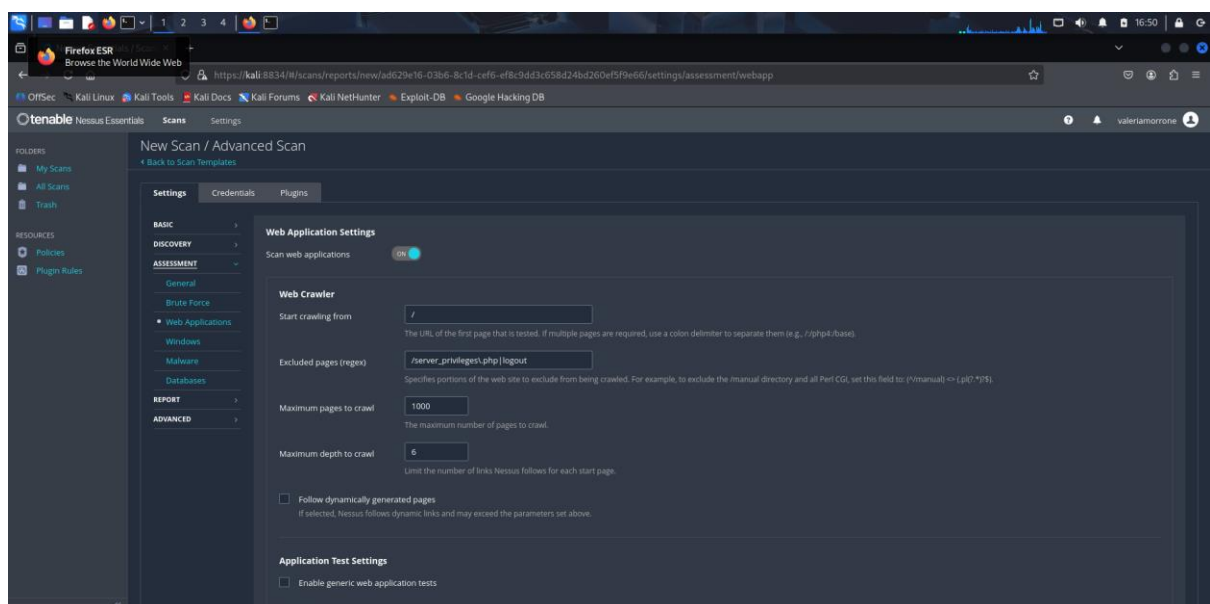 1 2 3 4
16:50
Firefox ESR
Browse the World Wide Web
https://kali:8834/#/scans/reports/new/ad629e16-03b6-8c1d-cef6-ef8c9dd3c658d24bd260ef5f9e66/settings/assessment/webapp
OffSec Kali Linux Kali Tools Kali Docs Kali Forums Kali NetHunter Exploit-DB Google Hacking DB
tenable Nessus Essentials Scans Settings valeriamorrone
FOLDERS
My Scans
All Scans
Trash
RESOURCES
Policies
Plugin Rules
New Scan / Advanced Scan
Back to Scan Templates
Settings Credentials Plugins
BASIC
DISCOVERY
ASSESSMENT
General
Brute Force
Web Applications
Windows
Malware
Databases
REPORT
ADVANCED
Web Application Settings
Scan web applications ON
Web Crawler
Start crawling from /
The URL of the first page that is tested. If multiple pages are required, use a colon delimiter to separate them (e.g., /:/php4:/base).
Excluded pages (regex) /server_privileges\.php|logout
Specifies portions of the web site to exclude from being crawled. For example, to exclude the /manual directory and all Perl CGI, set this field to: (^/manual) <> (.pl(?.*)?$).
Maximum pages to crawl 1000
The maximum number of pages to crawl.
Maximum depth to crawl 6
Limit the number of links Nessus follows for each start page.
Follow dynamically generated pages
If selected, Nessus follows dynamic links and may exceed the parameters set above.
Application Test Settings
Enable generic web application tests